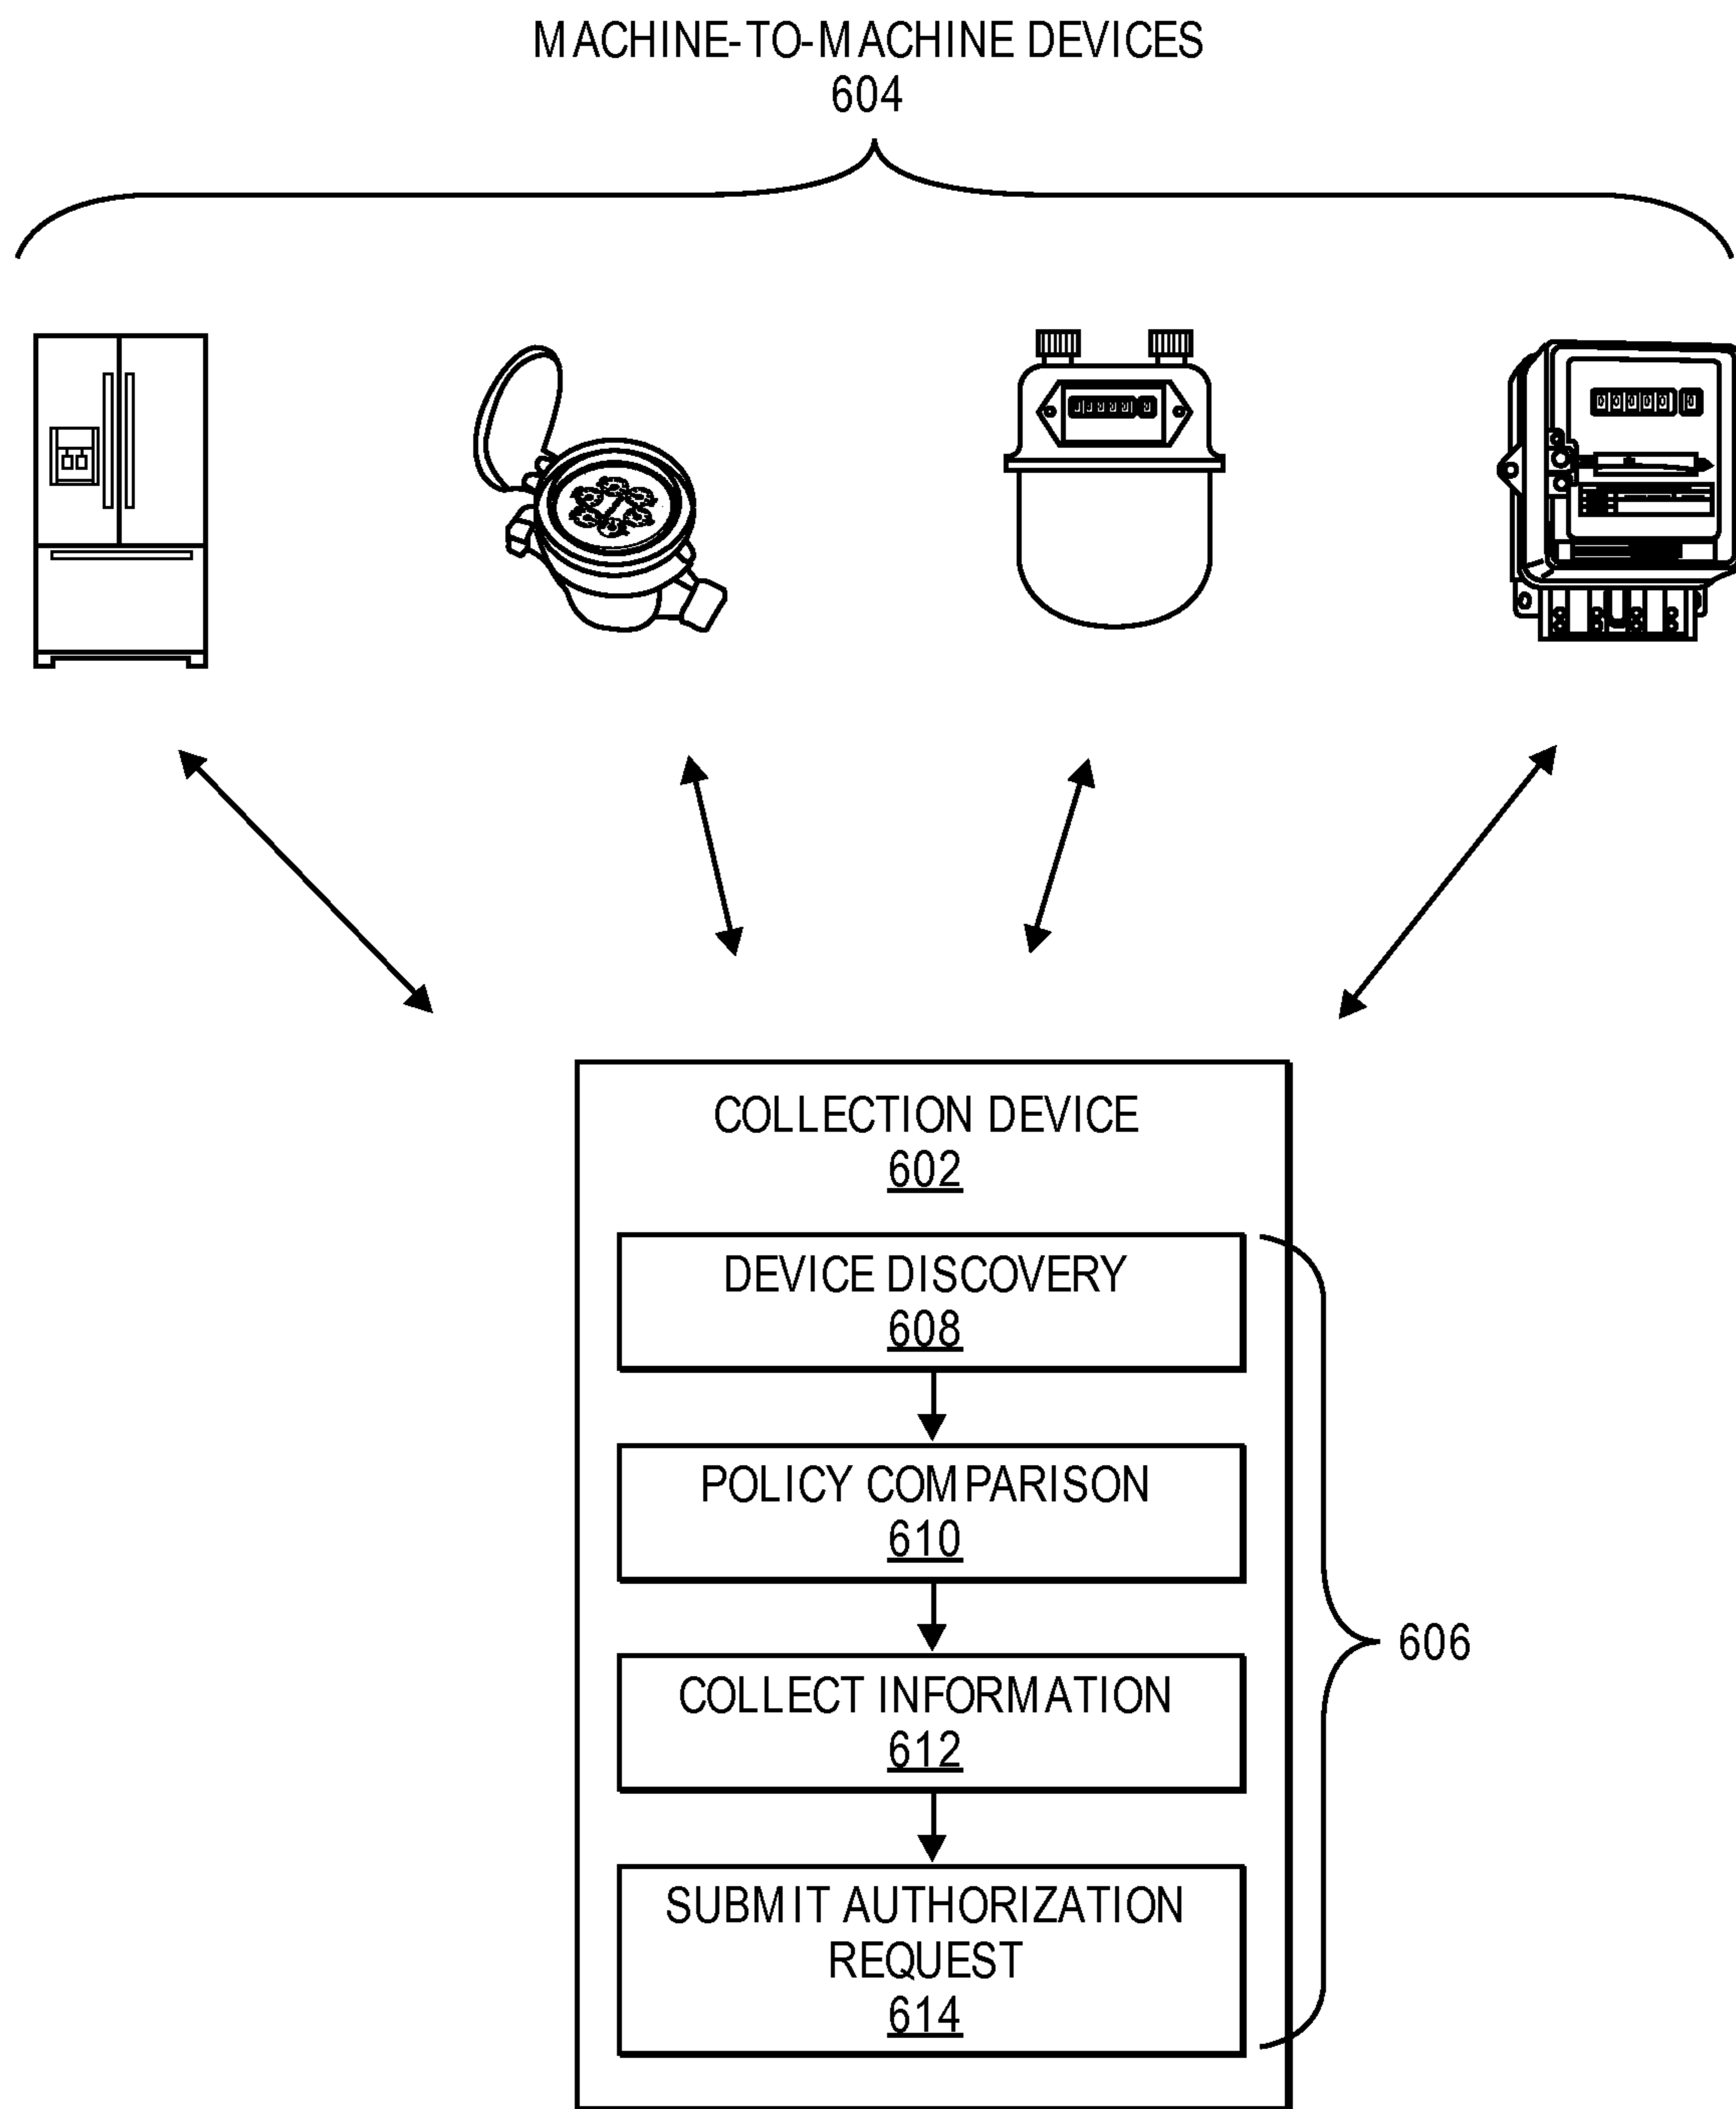 MACHINE-TO-MACHINE DEVICES
604
COLLECTION DEVICE
602
DEVICE DISCOVERY
608
POLICY COMPARISON
610
606
COLLECT INFORMATION
612
SUBMIT AUTHORIZATION
REQUEST
614